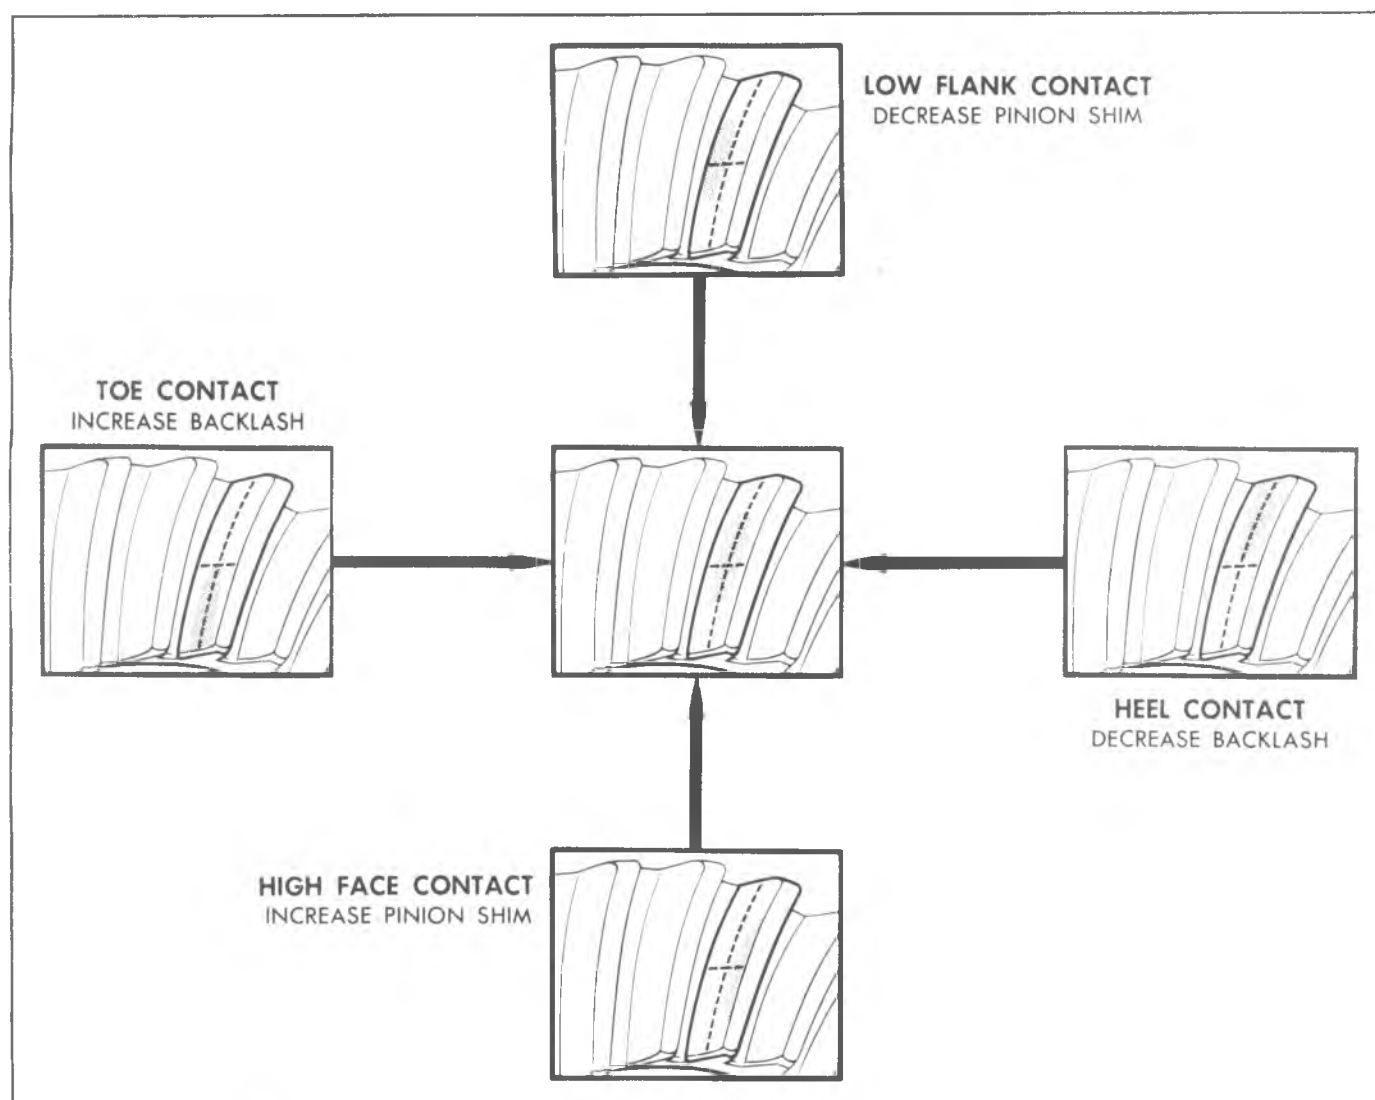 LOW FLANK CONTACT
DECREASE PINION SHIM
TOE CONTACT
INCREASE BACKLASH
HEEL CONTACT
DECREASE BACKLASH
HIGH FACE CONTACT
INCREASE PINION SHIM